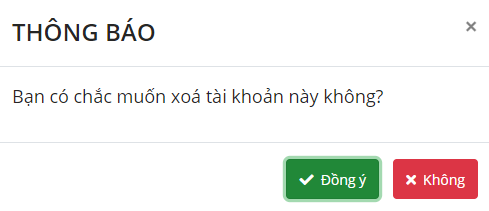 THÔNG BÁO
Bạn có chắc muốn xoá tài khoản này không?
Đồng ý
Không